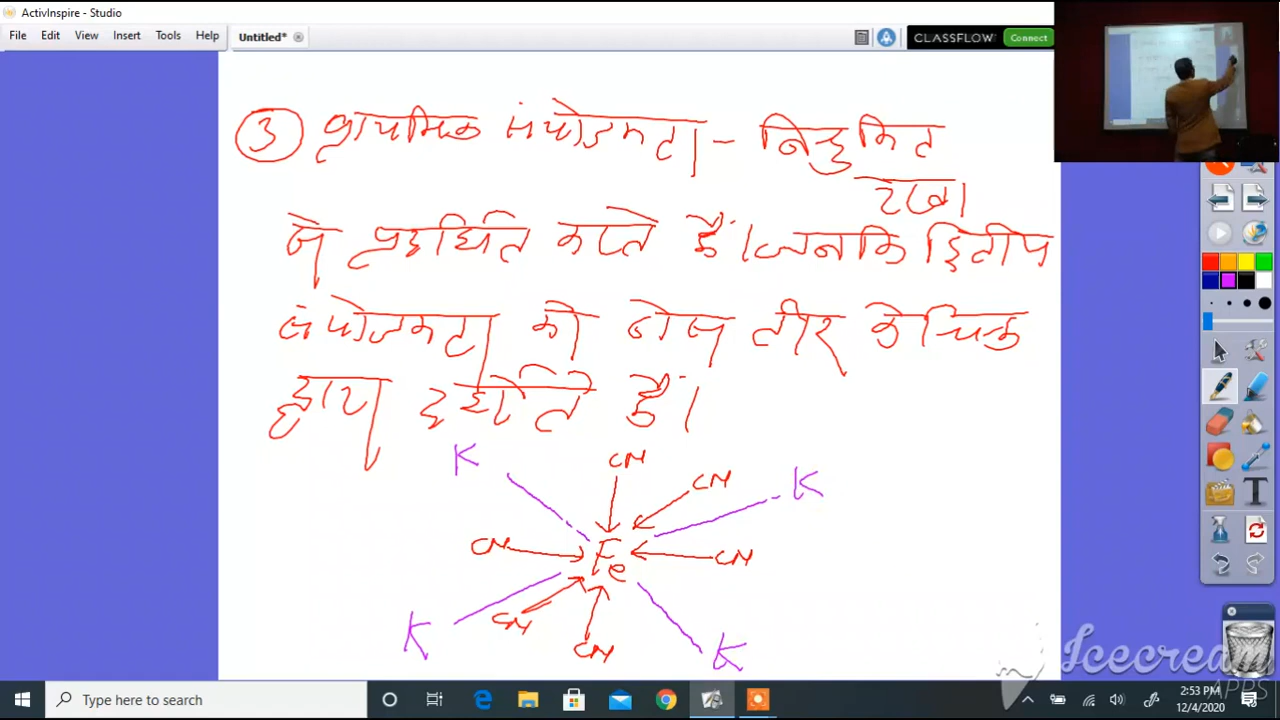 ActivInspire - Studio
File Edit View Insert Tools Help
Untitled*
CLASSFLOW Connect
③ प्राथमिक संयोजकता - बिन्दुकित
रेखा
से प्रदर्शित करते हैं। जबकि द्वितीय
संयोजकता को ठोस तीर के चिह्न
द्वारा दर्शाते हैं।
K CN CN K
CN Fe CN
K CN CN K
Icecream
APPS
Type here to search
2:53 PM
12/4/2020